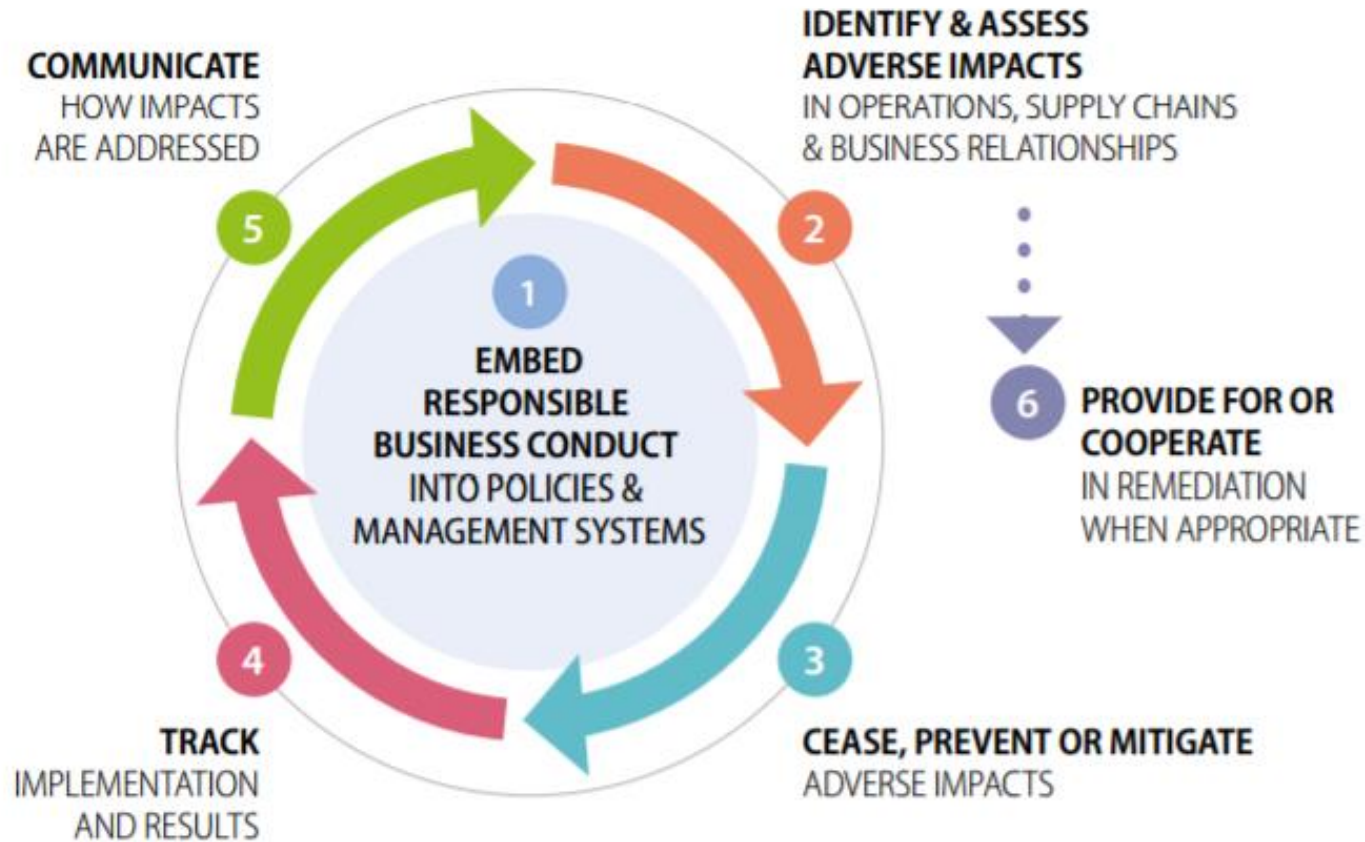 COMMUNICATE
HOW IMPACTS
ARE ADDRESSED
5
IDENTIFY & ASSESS
ADVERSE IMPACTS
IN OPERATIONS, SUPPLY CHAINS
& BUSINESS RELATIONSHIPS
2
1
EMBED
RESPONSIBLE
BUSINESS CONDUCT
INTO POLICIES &
MANAGEMENT SYSTEMS
6
PROVIDE FOR OR
COOPERATE
IN REMEDIATION
WHEN APPROPRIATE
4
TRACK
IMPLEMENTATION
AND RESULTS
3
CEASE, PREVENT OR MITIGATE
ADVERSE IMPACTS